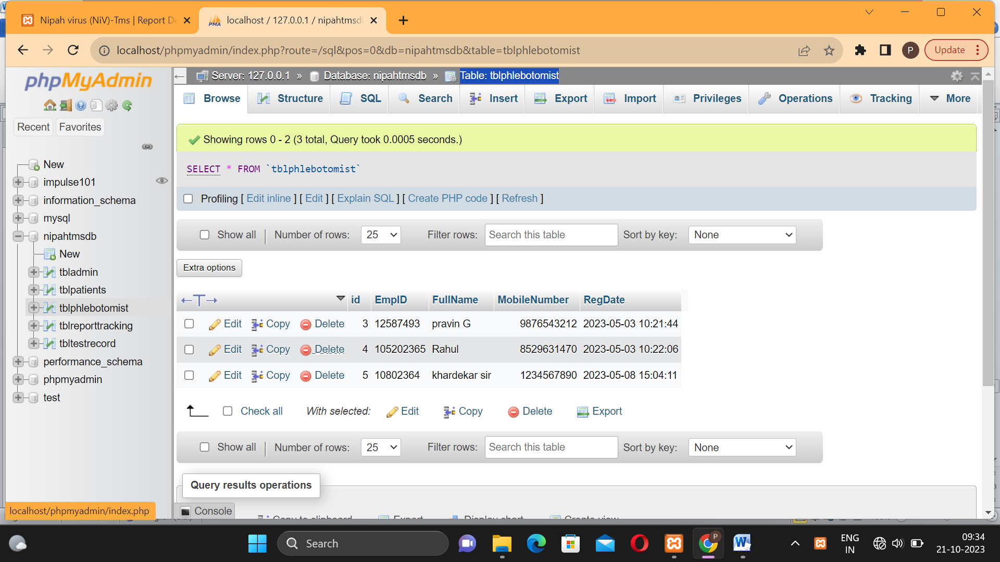 Nipah virus (NiV)-Tms | Report De
localhost / 127.0.0.1 / nipahtmsd
localhost/phpmyadmin/index.php?route=/sql&pos=0&db=nipahtmsdb&table=tblphlebotomist
P
Update
phpMyAdmin
Recent Favorites
New
impulse101
information_schema
mysql
nipahtmsdb
New
tbladmin
tblpatients
tblphlebotomist
tblreporttracking
tbltestrecord
performance_schema
phpmyadmin
test
localhost/phpmyadmin/index.php
Server: 127.0.0.1 » Database: nipahtmsdb » Table: tblphlebotomist
Browse Structure SQL Search Insert Export Import Privileges Operations Tracking More
Showing rows 0 - 2 (3 total, Query took 0.0005 seconds.)
SELECT * FROM `tblphlebotomist`
Profiling [ Edit inline ] [ Edit ] [ Explain SQL ] [ Create PHP code ] [ Refresh ]
Show all | Number of rows: 25 Filter rows: Search this table Sort by key: None
Extra options
id EmpID FullName MobileNumber RegDate
Edit Copy Delete 3 12587493 pravin G 9876543212 2023-05-03 10:21:44
Edit Copy Delete 4 105202365 Rahul 8529631470 2023-05-03 10:22:06
Edit Copy Delete 5 10802364 khardekar sir 1234567890 2023-05-08 15:04:11
Check all With selected: Edit Copy Delete Export
Show all | Number of rows: 25 Filter rows: Search this table Sort by key: None
Query results operations
Console
Copy to clipboard Export Display chart Create view
Search
ENG
IN
09:34
21-10-2023